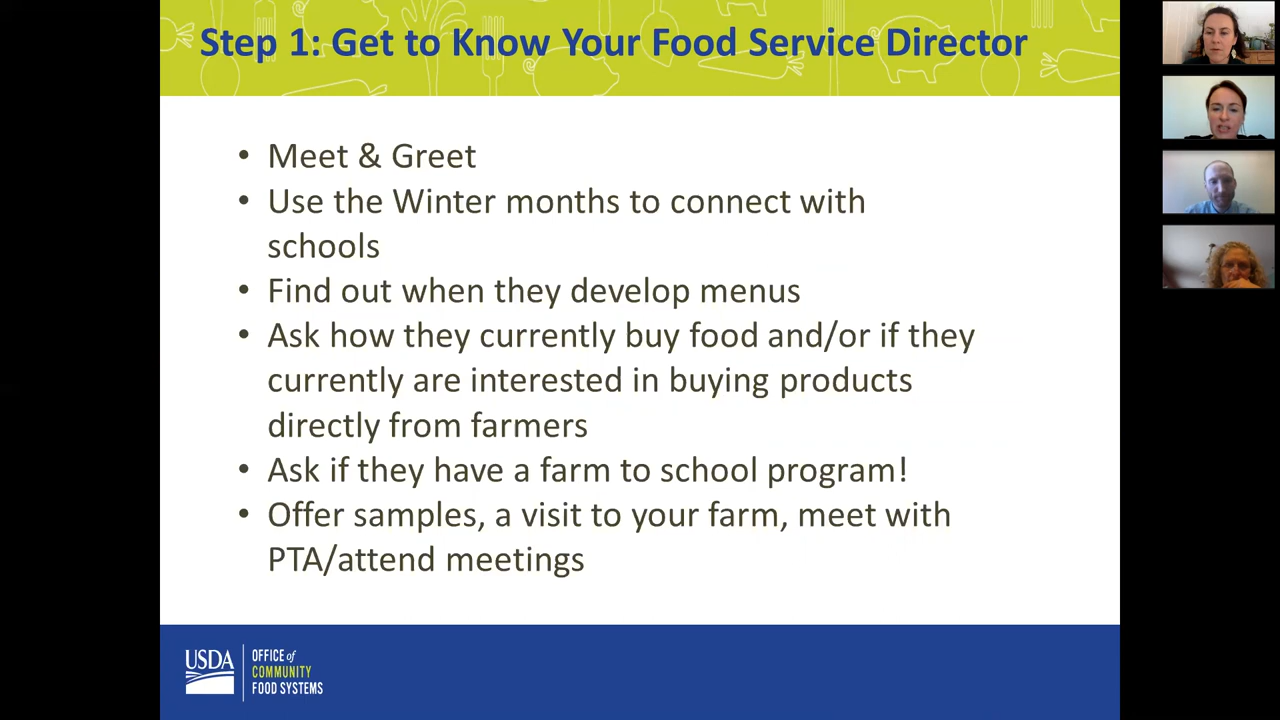 Step 1: Get to Know Your Food Service Director
• Meet & Greet
• Use the Winter months to connect with
schools
• Find out when they develop menus
• Ask how they currently buy food and/or if they
currently are interested in buying products
directly from farmers
• Ask if they have a farm to school program!
• Offer samples, a visit to your farm, meet with
PTA/attend meetings
USDA
OFFICE of
COMMUNITY
FOOD SYSTEMS